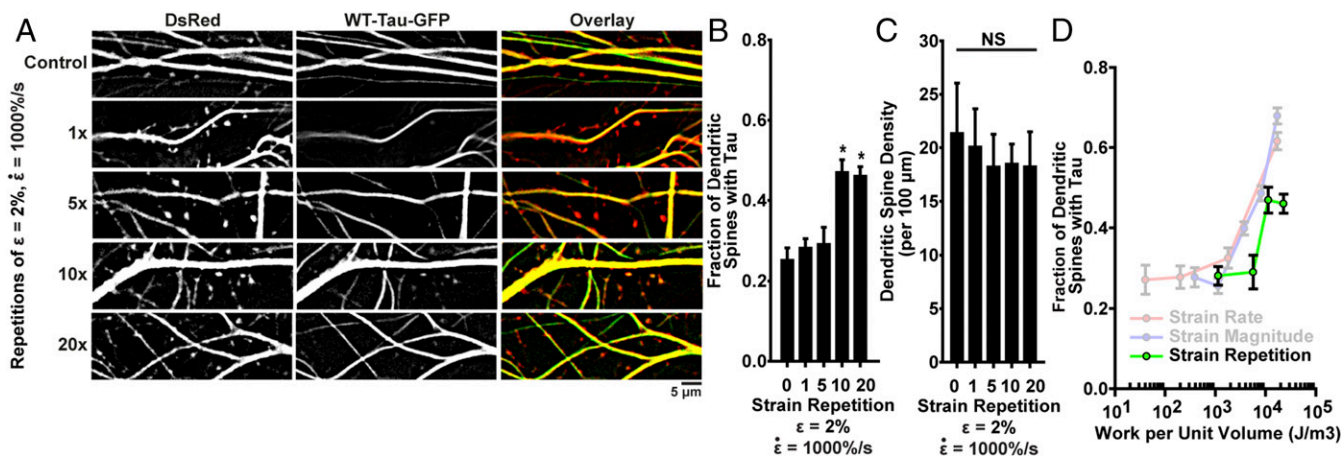 A
DsRed
WT-Tau-GFP
Overlay
Repetitions of ε = 2%, ε̇ = 1000%/s
Control
1x
5x
10x
20x
5 µm
B
Fraction of Dendritic
Spines with Tau
0.8
0.6
0.4
0.2
0.0
*
*
0 1 5 10 20
Strain Repetition
ε = 2%
ε̇ = 1000%/s
C
Dendritic Spine Density
(per 100 µm)
30
25
20
15
10
5
0
NS
0 1 5 10 20
Strain Repetition
ε = 2%
ε̇ = 1000%/s
D
Fraction of Dendritic
Spines with Tau
0.8
0.6
0.4
0.2
0.0
Strain Rate
Strain Magnitude
Strain Repetition
10¹ 10² 10³ 10⁴ 10⁵
Work per Unit Volume (J/m3)